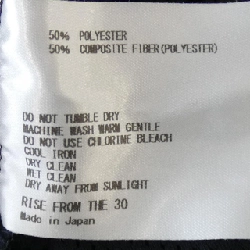 50% POLYESTER
50% COMPOSITE FIBER(POLYESTER)
DO NOT TUMBLE DRY
MACHINE WASH WARM GENTLE
DO NOT USE CHLORINE BLEACH
COOL IRON
DRY CLEAN
WET CLEAN
DRY AWAY FROM SUNLIGHT
RISE FROM THE 30
Made in Japan